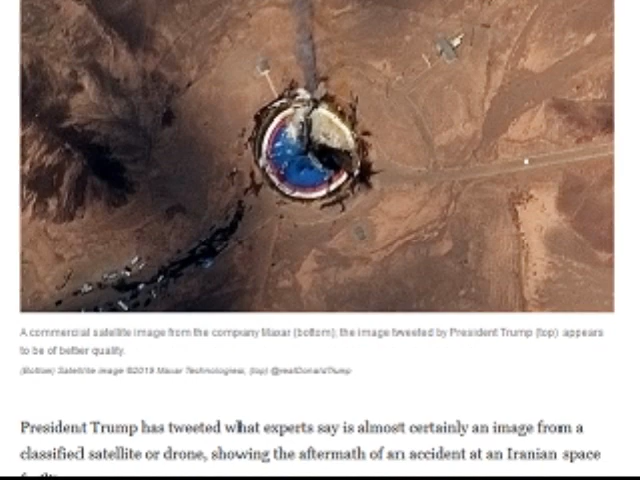 A commercial satellite image from the company Maxar (bottom), the image tweeted by President Trump (top) appears
to be of better quality.
(Bottom) Satellite image ©2019 Maxar Technologies, (top) @realDonaldTrump
President Trump has tweeted what experts say is almost certainly an image from a
classified satellite or drone, showing the aftermath of an accident at an Iranian space